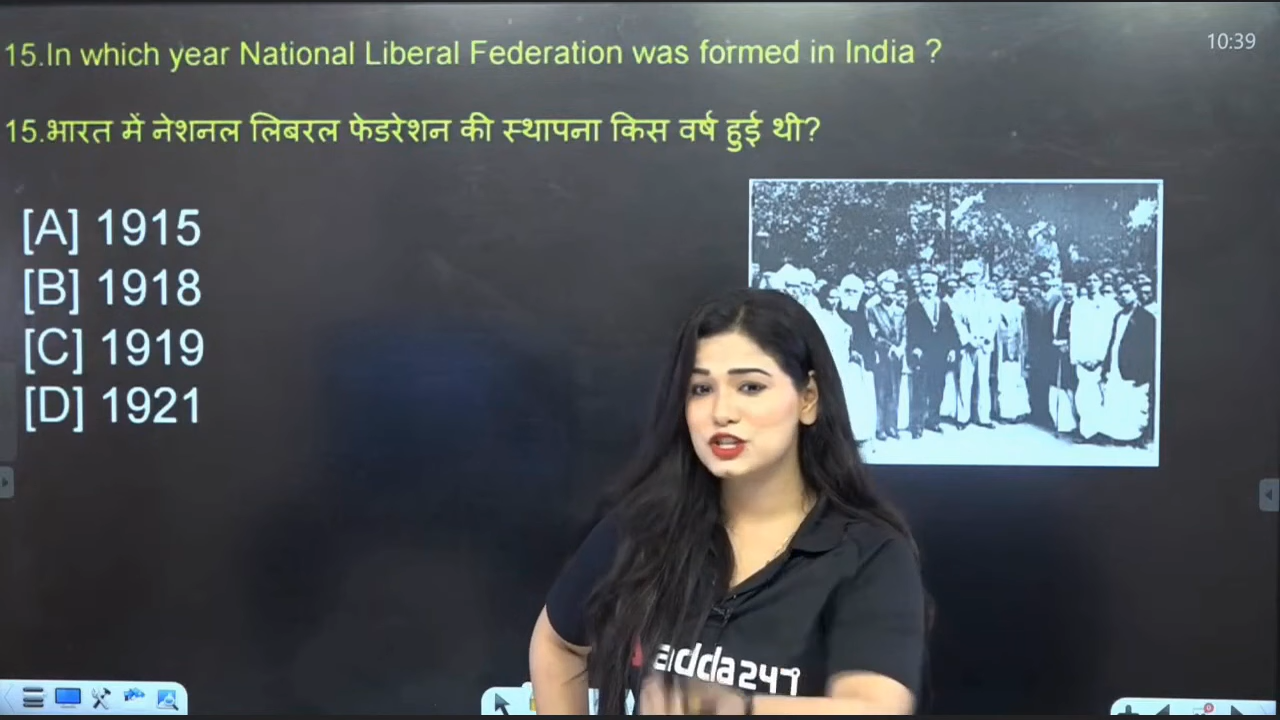 15.In which year National Liberal Federation was formed in India ?
10:39
15.भारत में नेशनल लिबरल फेडरेशन की स्थापना किस वर्ष हुई थी?
[A] 1915
[B] 1918
[C] 1919
[D] 1921
adda247